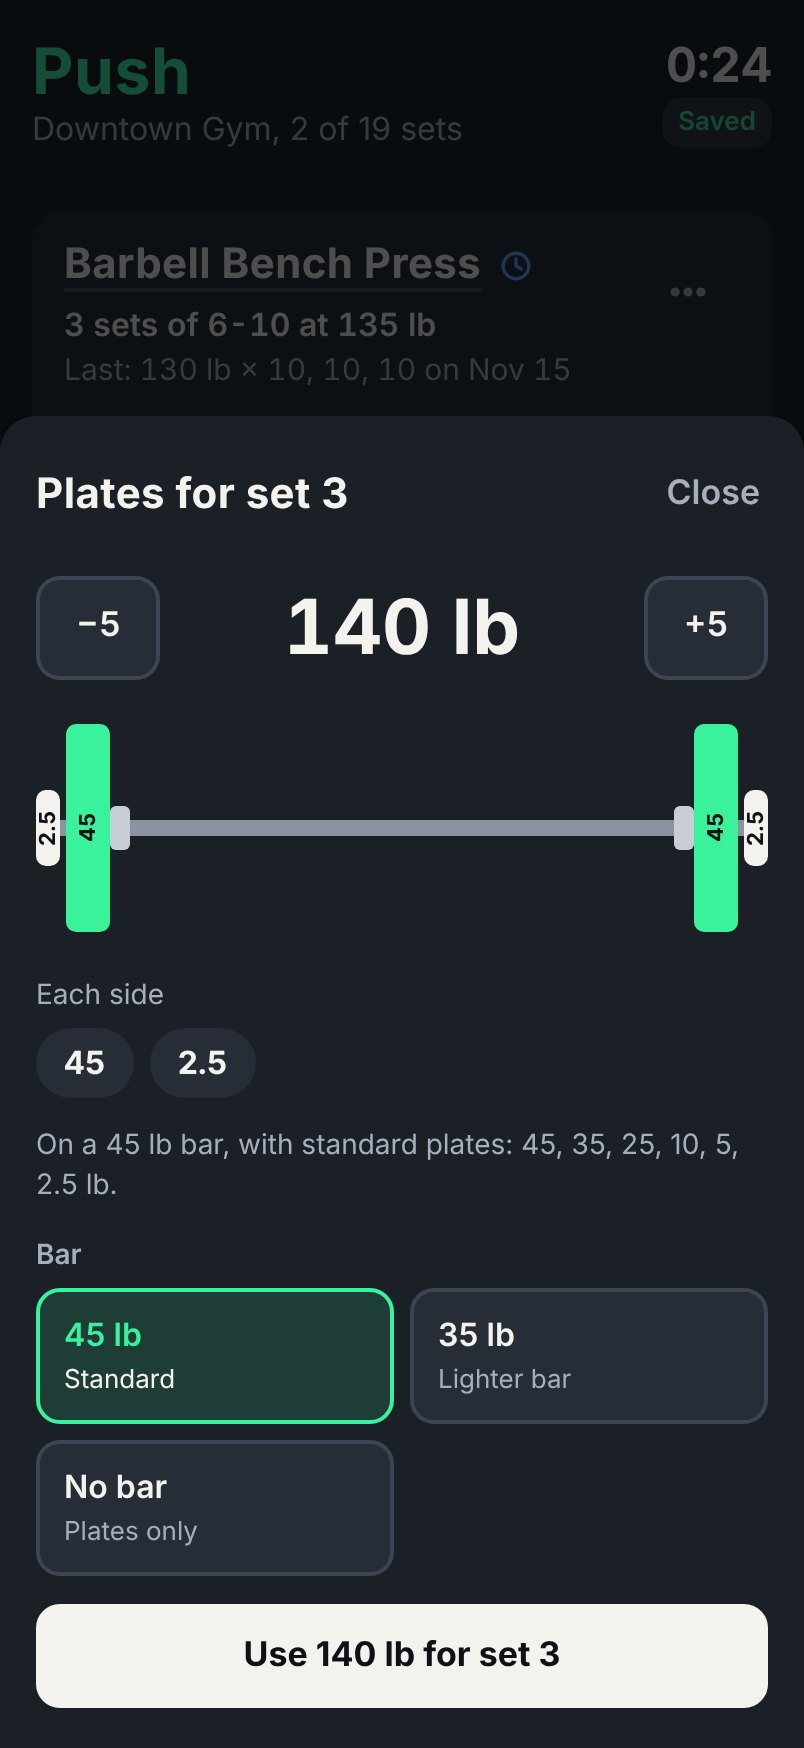 Push
0:24
Downtown Gym, 2 of 19 sets
Saved
Barbell Bench Press
3 sets of 6-10 at 135 lb
Last: 130 lb × 10, 10, 10 on Nov 15
Plates for set 3
Close
−5
140 lb
+5
2.5
45
45
2.5
Each side
45
2.5
On a 45 lb bar, with standard plates: 45, 35, 25, 10, 5,
2.5 lb.
Bar
45 lb
Standard
35 lb
Lighter bar
No bar
Plates only
Use 140 lb for set 3